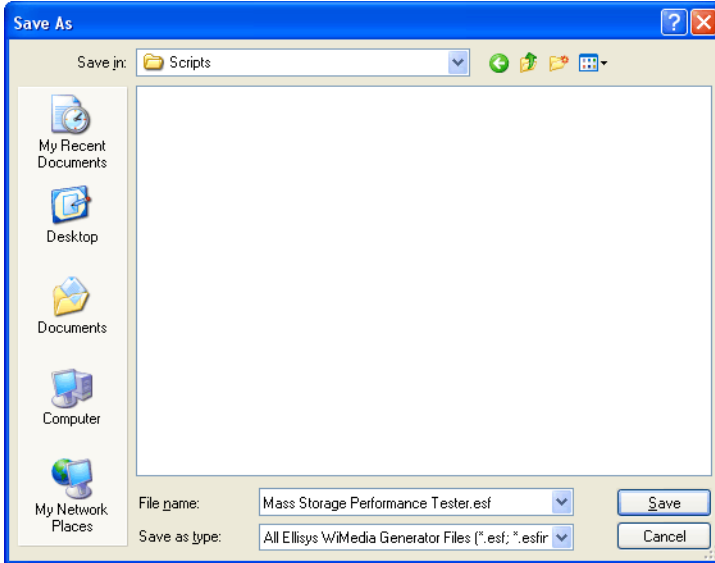 Save As
Save in:
Scripts
My Recent
Documents
Desktop
Documents
Computer
My Network
Places
File name:
Mass Storage Performance Tester.esf
Save
Save as type:
All Ellisys WiMedia Generator Files (*.esf; *.esfir
Cancel